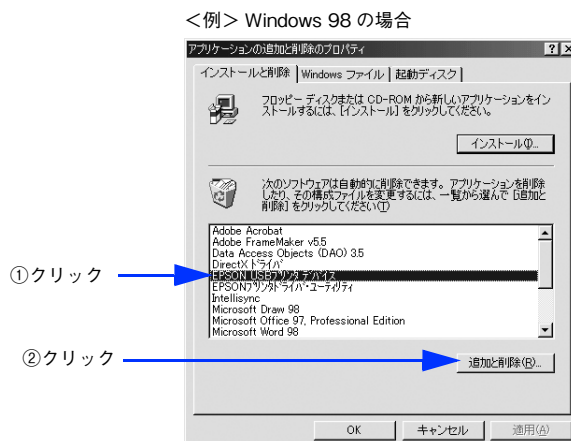 ＜例＞ Windows 98 の場合
アプリケーションの追加と削除のプロパティ
インストールと削除 Windows ファイル 起動ディスク
フロッピー ディスクまたは CD-ROM から新しいアプリケーションをイン
ストールするには、[インストール] をクリックしてください。
インストール(I)...
次のソフトウェアは自動的に削除できます。アプリケーションを削除
したり、その構成ファイルを変更するには、一覧から選んで [追加と
削除] をクリックしてください(T)
Adobe Acrobat
Adobe FrameMaker v5.5
Data Access Objects (DAO) 3.5
DirectX ﾄﾞﾗｲﾊﾞ
①クリック
EPSON USBﾌﾟﾘﾝﾀ ﾃﾞﾊﾞｲｽ
EPSONﾌﾟﾘﾝﾀﾄﾞﾗｲﾊﾞ･ﾕｰﾃｨﾘﾃｨ
Intellisync
Microsoft Draw 98
Microsoft Office 97, Professional Edition
Microsoft Word 98
②クリック
追加と削除(R)...
OK キャンセル 適用(A)